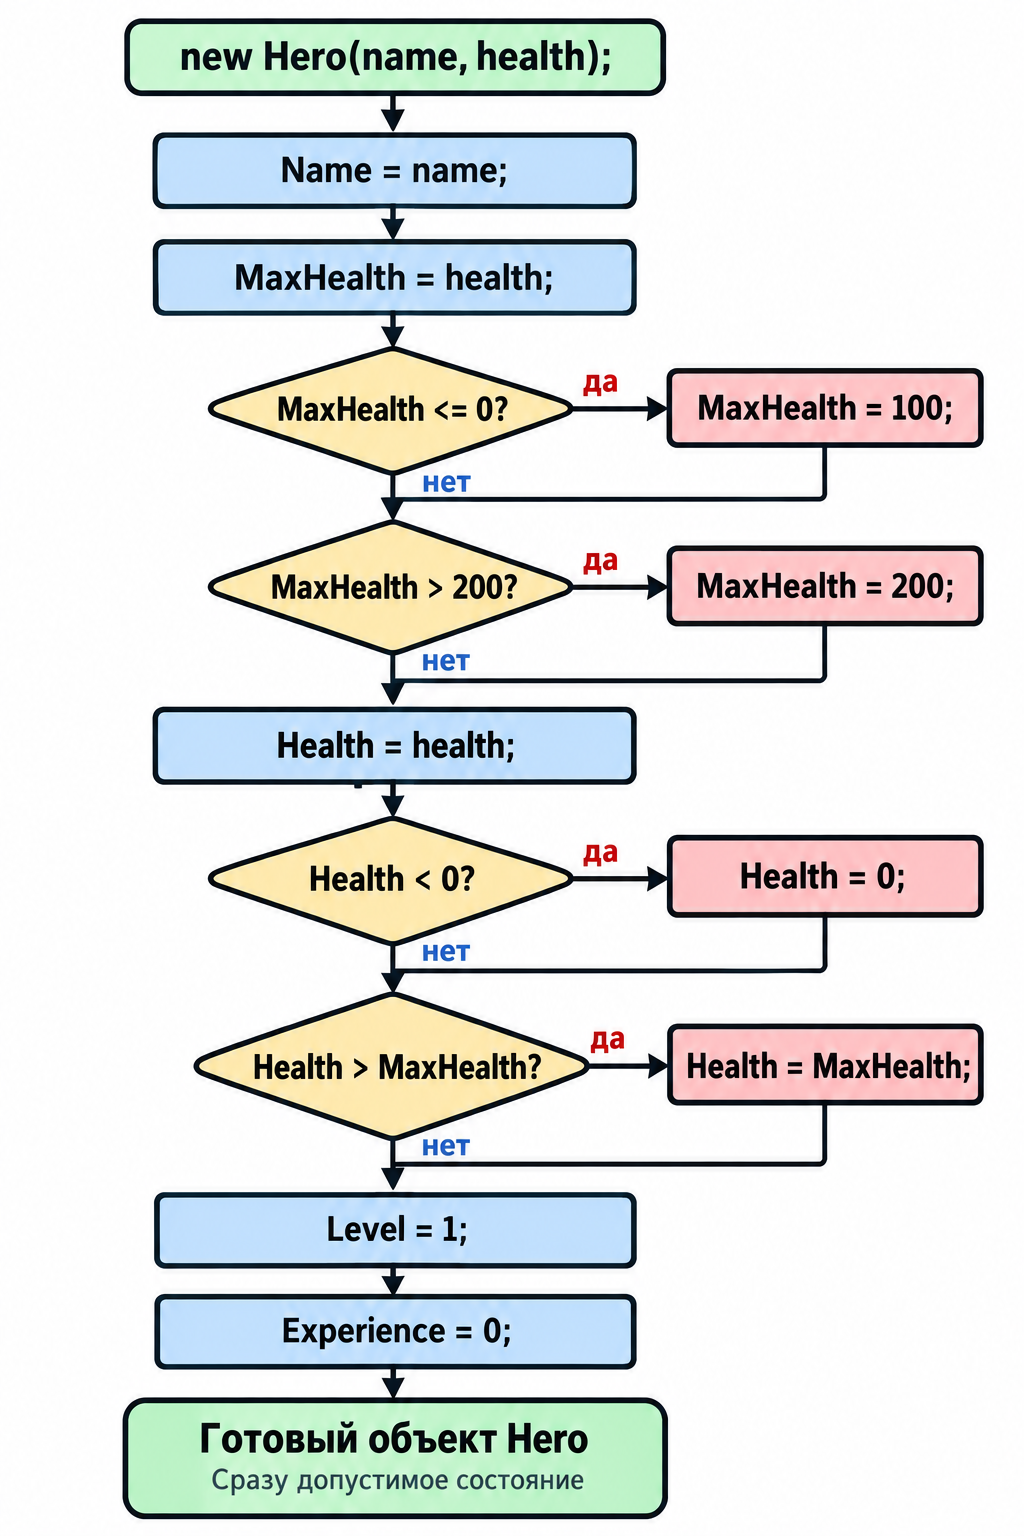 new Hero(name, health);
Name = name;
MaxHealth = health;
MaxHealth <= 0?
да
MaxHealth = 100;
нет
MaxHealth > 200?
да
MaxHealth = 200;
нет
Health = health;
Health < 0?
да
Health = 0;
нет
Health > MaxHealth?
да
Health = MaxHealth;
нет
Level = 1;
Experience = 0;
Готовый объект Hero
Сразу допустимое состояние